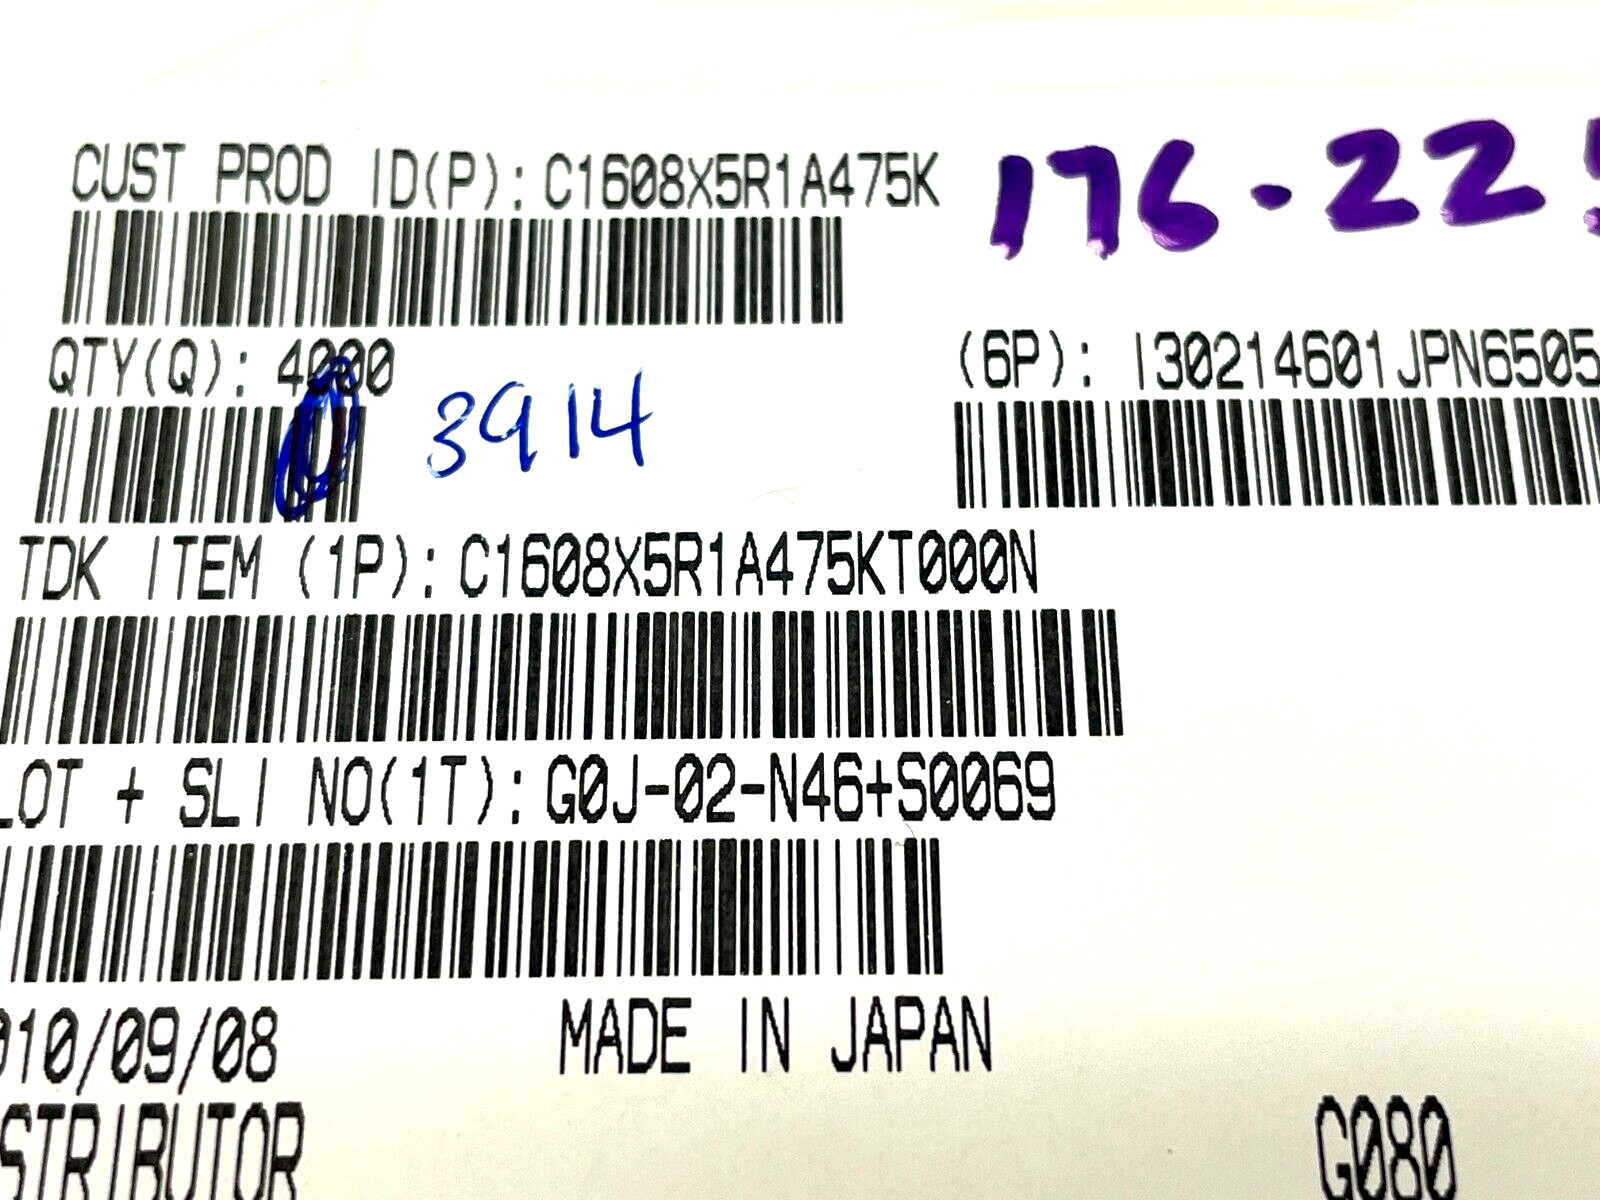 CUST PROD ID(P): C1608X5R1A475K
176-22
QTY(Q): 4000
3914
(6P): I30214601JPN6505
TDK ITEM (1P): C1608X5R1A475KT000N
LOT + SLI NO(1T): G0J-02-N46+S0069
010/09/08
MADE IN JAPAN
STRIBUTOR
G080